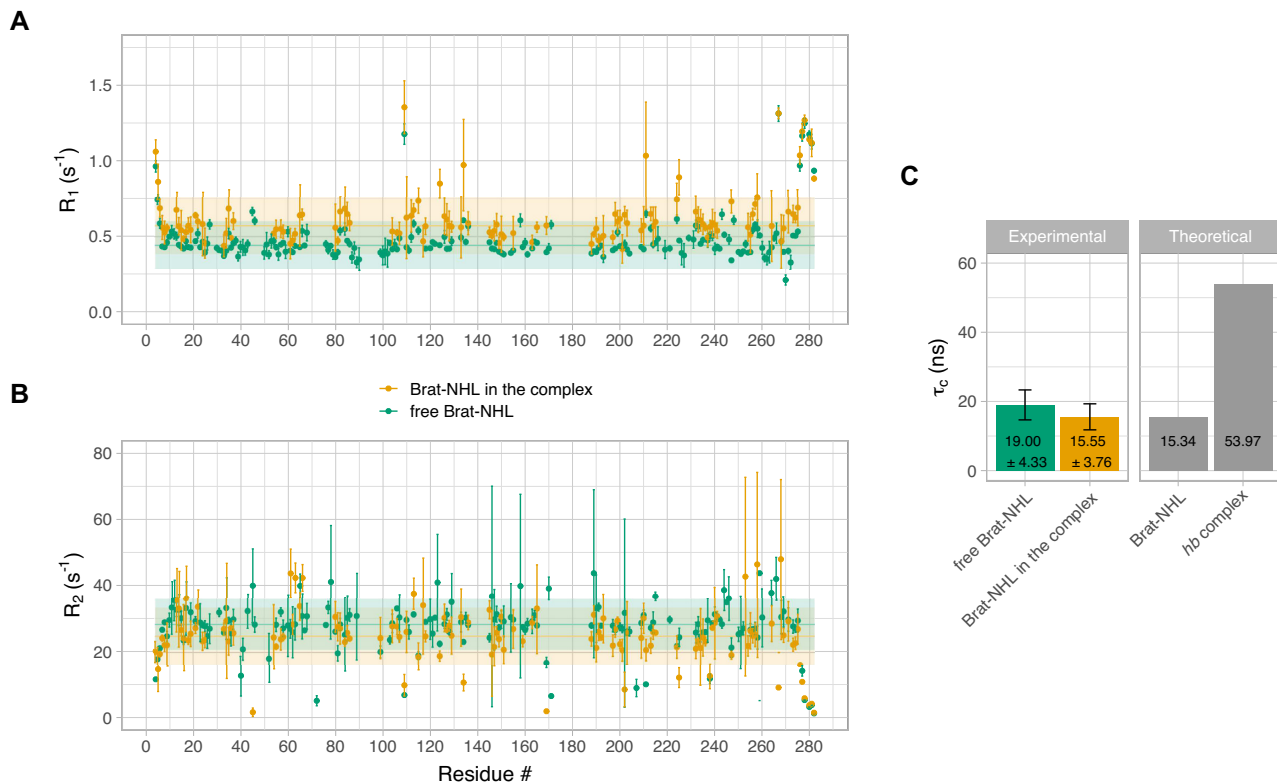 A
R1 (s-1)
1.5
1.0
0.5
0.0
0 20 40 60 80 100 120 140 160 180 200 220 240 260 280
Brat-NHL in the complex
free Brat-NHL
B
R2 (s-1)
80
60
40
20
0
0 20 40 60 80 100 120 140 160 180 200 220 240 260 280
Residue #
C
Experimental Theoretical
τc (ns)
60
40
20
0
19.00 ± 4.33
15.55 ± 3.76
15.34
53.97
free Brat-NHL
Brat-NHL in the complex
Brat-NHL
hb complex